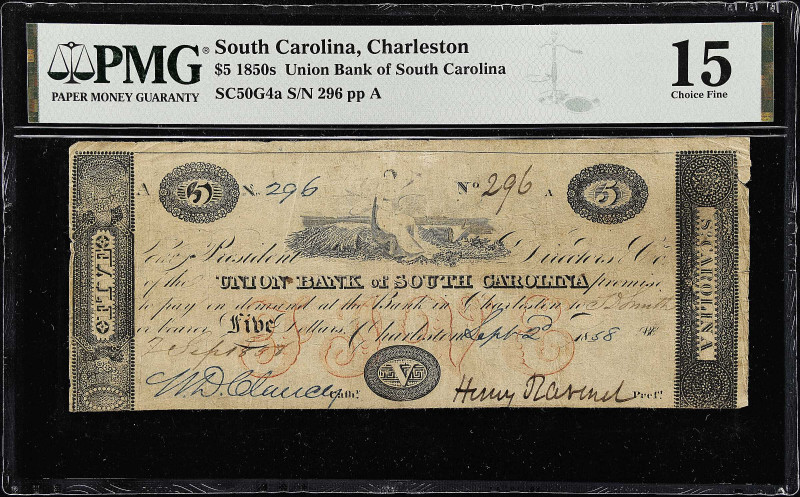 PMG®
PAPER MONEY GUARANTY
South Carolina, Charleston
$5 1850s Union Bank of South Carolina
SC50G4a S/N 296 pp A
15
Choice Fine
A 5 No 296 No 296 A 5
FIVE
S.CAROLINA
The President Directors & Co.
of the UNION BANK of SOUTH CAROLINA promise
to pay on demand at the Bank in Charleston to
or bearer Five Dollars, Charleston Sept 2d 1858
V
Cashr.
Henry Ravenel Prest.